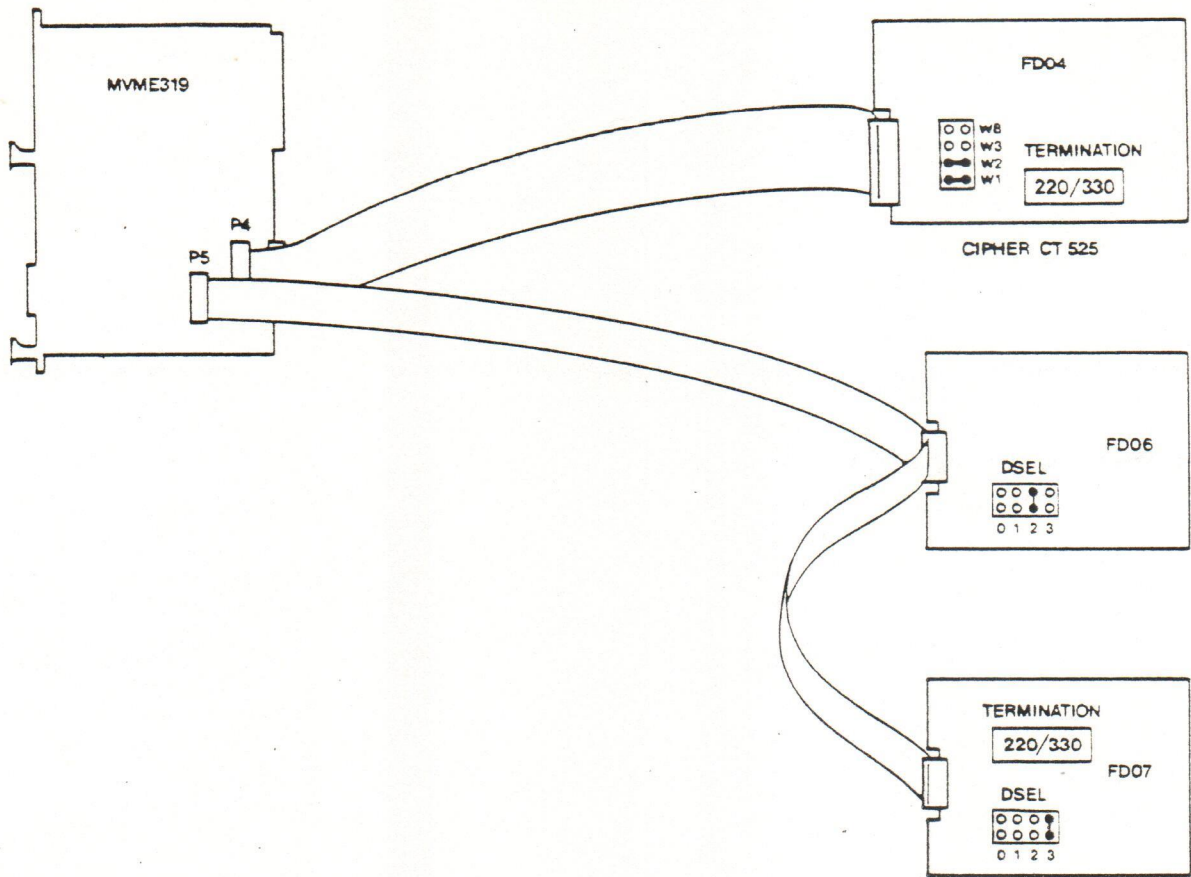 MVME319
P4
P5
FD04
W8
W3
W2
W1
TERMINATION
220/330
CIPHER CT 525
FD06
DSEL
0 1 2 3
TERMINATION
220/330
FD07
DSEL
0 1 2 3